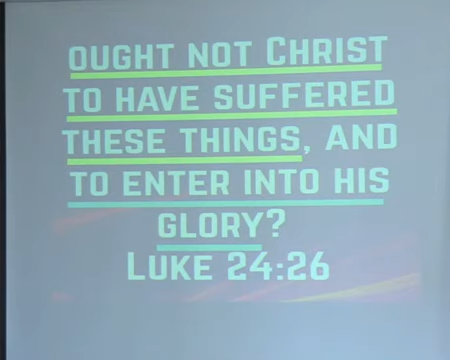 OUGHT NOT CHRIST
TO HAVE SUFFERED
THESE THINGS, AND
TO ENTER INTO HIS
GLORY?
LUKE 24:26